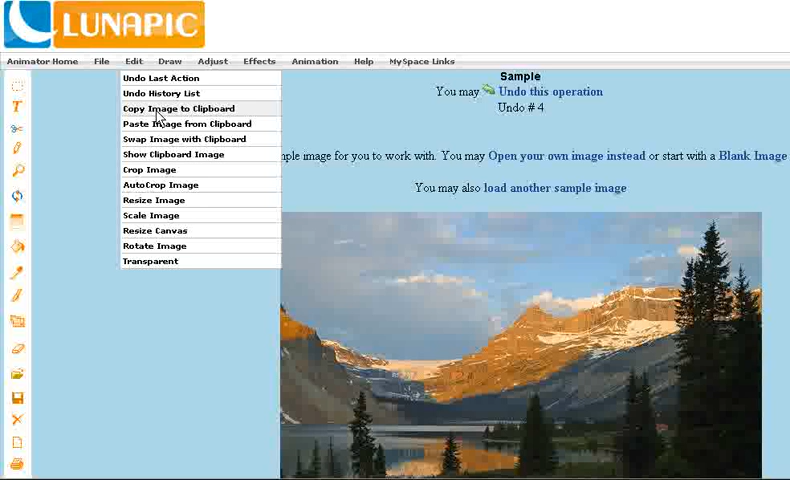 LUNAPIC
Animator Home File Edit Draw Adjust Effects Animation Help MySpace Links
Undo Last Action
Undo History List
Copy Image to Clipboard
Paste Image from Clipboard
Swap Image with Clipboard
Show Clipboard Image
Crop Image
AutoCrop Image
Resize Image
Scale Image
Resize Canvas
Rotate Image
Transparent
Sample
You may Undo this operation
Undo # 4
mple image for you to work with. You may Open your own image instead or start with a Blank Image
You may also load another sample image
T